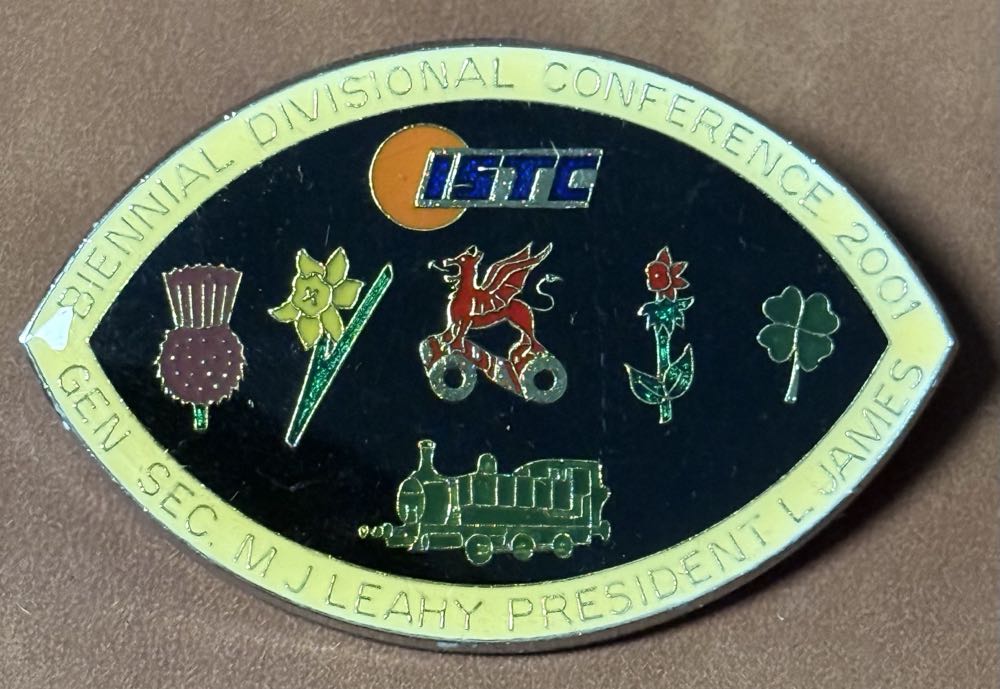 BIENNIAL DIVISIONAL CONFERENCE 2001
ISTC
GEN SEC. M J LEAHY PRESIDENT L JAMES